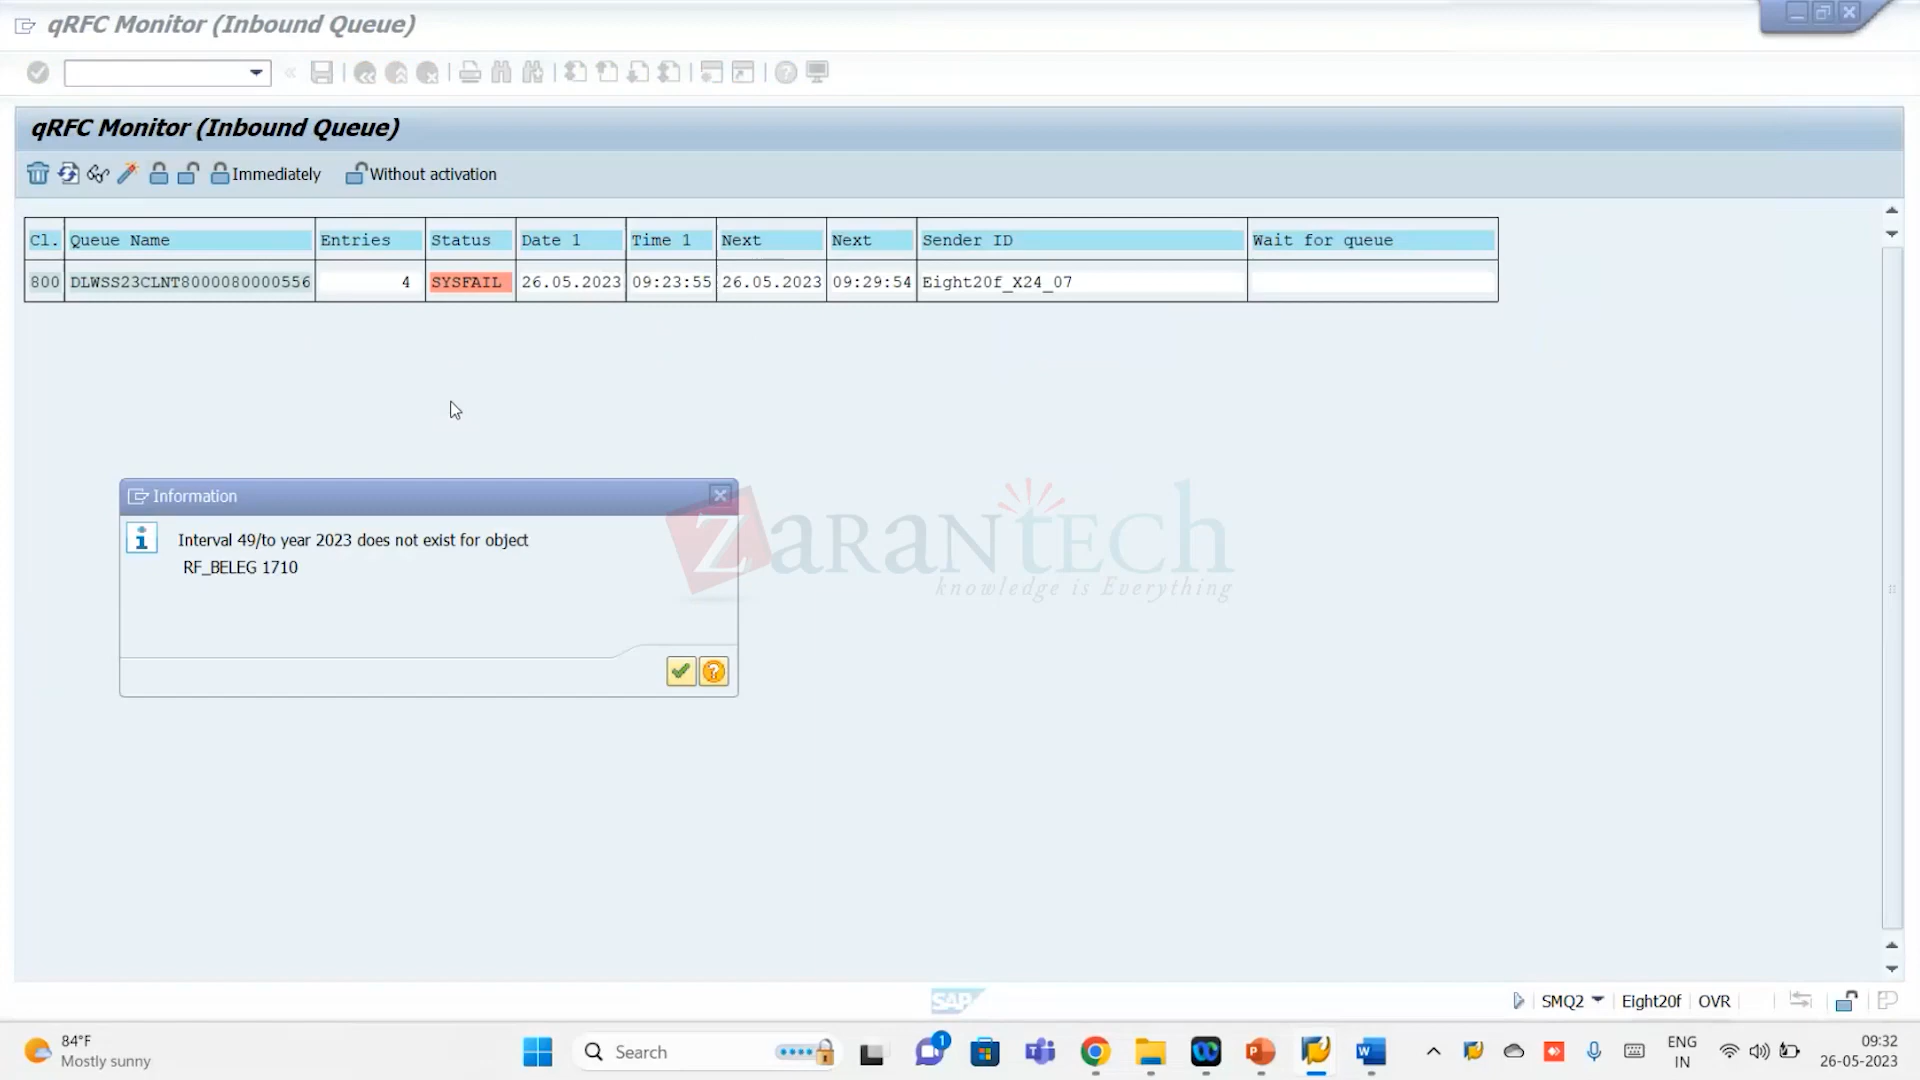 qRFC Monitor (Inbound Queue)
qRFC Monitor (Inbound Queue)
Immediately Without activation
Cl. Queue Name Entries Status Date 1 Time 1 Next Next Sender ID Wait for queue
800 DLWSS23CLNT8000080000556 4 SYSFAIL 26.05.2023 09:23:55 26.05.2023 09:29:54 Eight20f_X24_07
Information
Interval 49/to year 2023 does not exist for object
RF_BELEG 1710
ZaranTech
knowledge is Everything
SAP
SMQ2 Eight20f OVR
84°F
Mostly sunny
Search
1
ENG
IN
09:32
26-05-2023